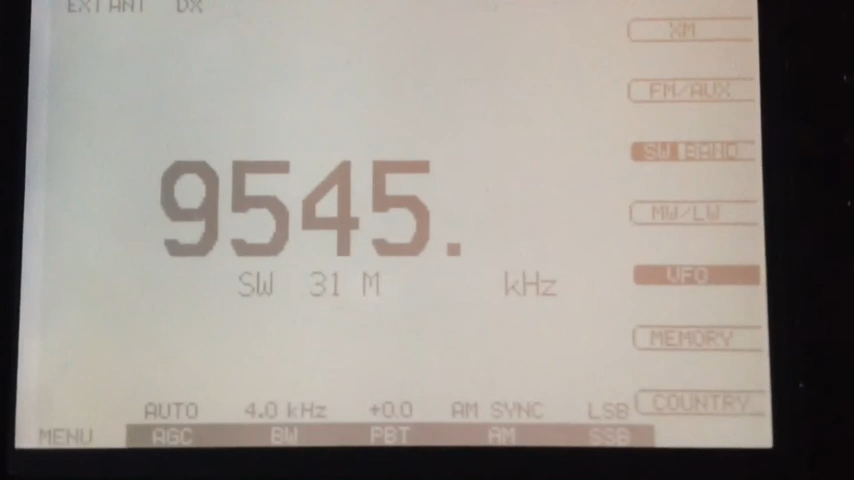 EXT ANT DX
XM
FM/AUX
SW BAND
9545.
MW/LW
SW 31 M kHz
VFO
MEMORY
COUNTRY
AUTO 4.0 kHz +0.0 AM SYNC LSB
MENU AGC BW PBT AM SSB